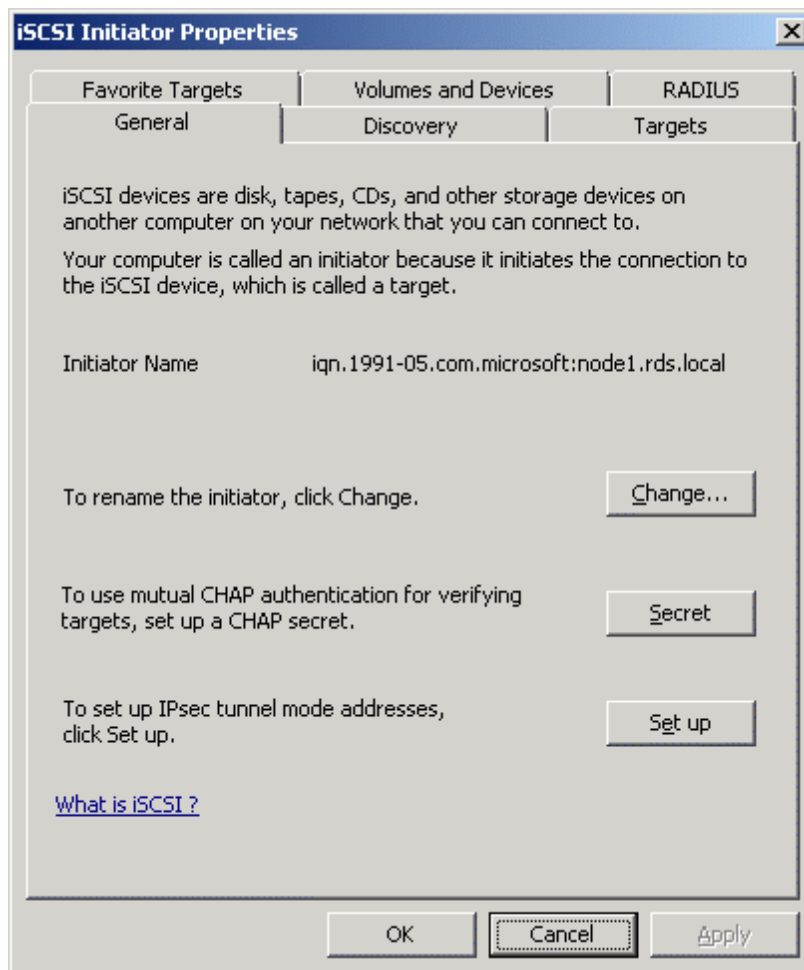 iSCSI Initiator Properties
Favorite Targets
Volumes and Devices
RADIUS
General
Discovery
Targets
iSCSI devices are disk, tapes, CDs, and other storage devices on
another computer on your network that you can connect to.
Your computer is called an initiator because it initiates the connection to
the iSCSI device, which is called a target.
Initiator Name iqn.1991-05.com.microsoft:node1.rds.local
To rename the initiator, click Change.
Change...
To use mutual CHAP authentication for verifying
targets, set up a CHAP secret.
Secret
To set up IPsec tunnel mode addresses,
click Set up.
Set up
What is iSCSI ?
OK
Cancel
Apply